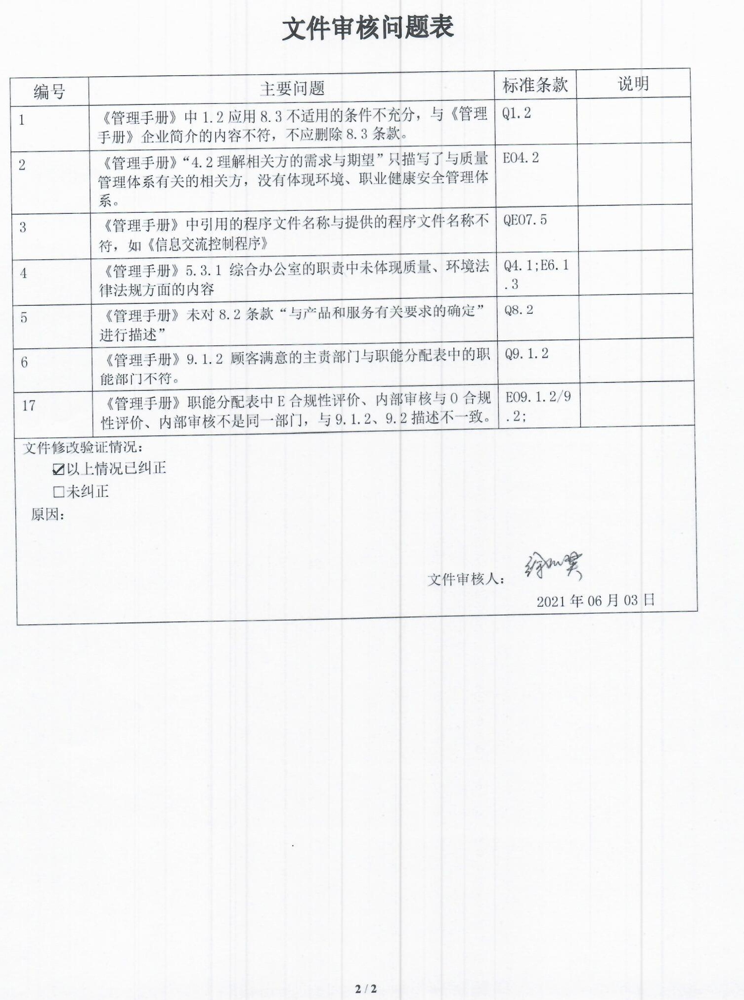 文件审核问题表
编号 主要问题 标准条款 说明
1 《管理手册》中1.2应用8.3不适用的条件不充分，与《管理 Q1.2
手册》企业简介的内容不符，不应删除8.3条款。
2 《管理手册》“4.2理解相关方的需求与期望”只描写了与质量 EO4.2
管理体系有关的相关方，没有体现环境、职业健康安全管理体
系。
3 《管理手册》中引用的程序文件名称与提供的程序文件名称不 QEO7.5
符，如《信息交流控制程序》
4 《管理手册》5.3.1 综合办公室的职责中未体现质量、环境法 Q4.1;E6.1
律法规方面的内容 .3
5 《管理手册》未对8.2条款“与产品和服务有关要求的确定” Q8.2
进行描述”
6 《管理手册》9.1.2 顾客满意的主责部门与职能分配表中的职 Q9.1.2
能部门不符。
17 《管理手册》职能分配表中E合规性评价、内部审核与O合规 EO9.1.2/9
性评价、内部审核不是同一部门，与9.1.2、9.2描述不一致。 .2;
文件修改验证情况：
☑以上情况已纠正
□未纠正
原因：
文件审核人：
2021年06月03日
2/2